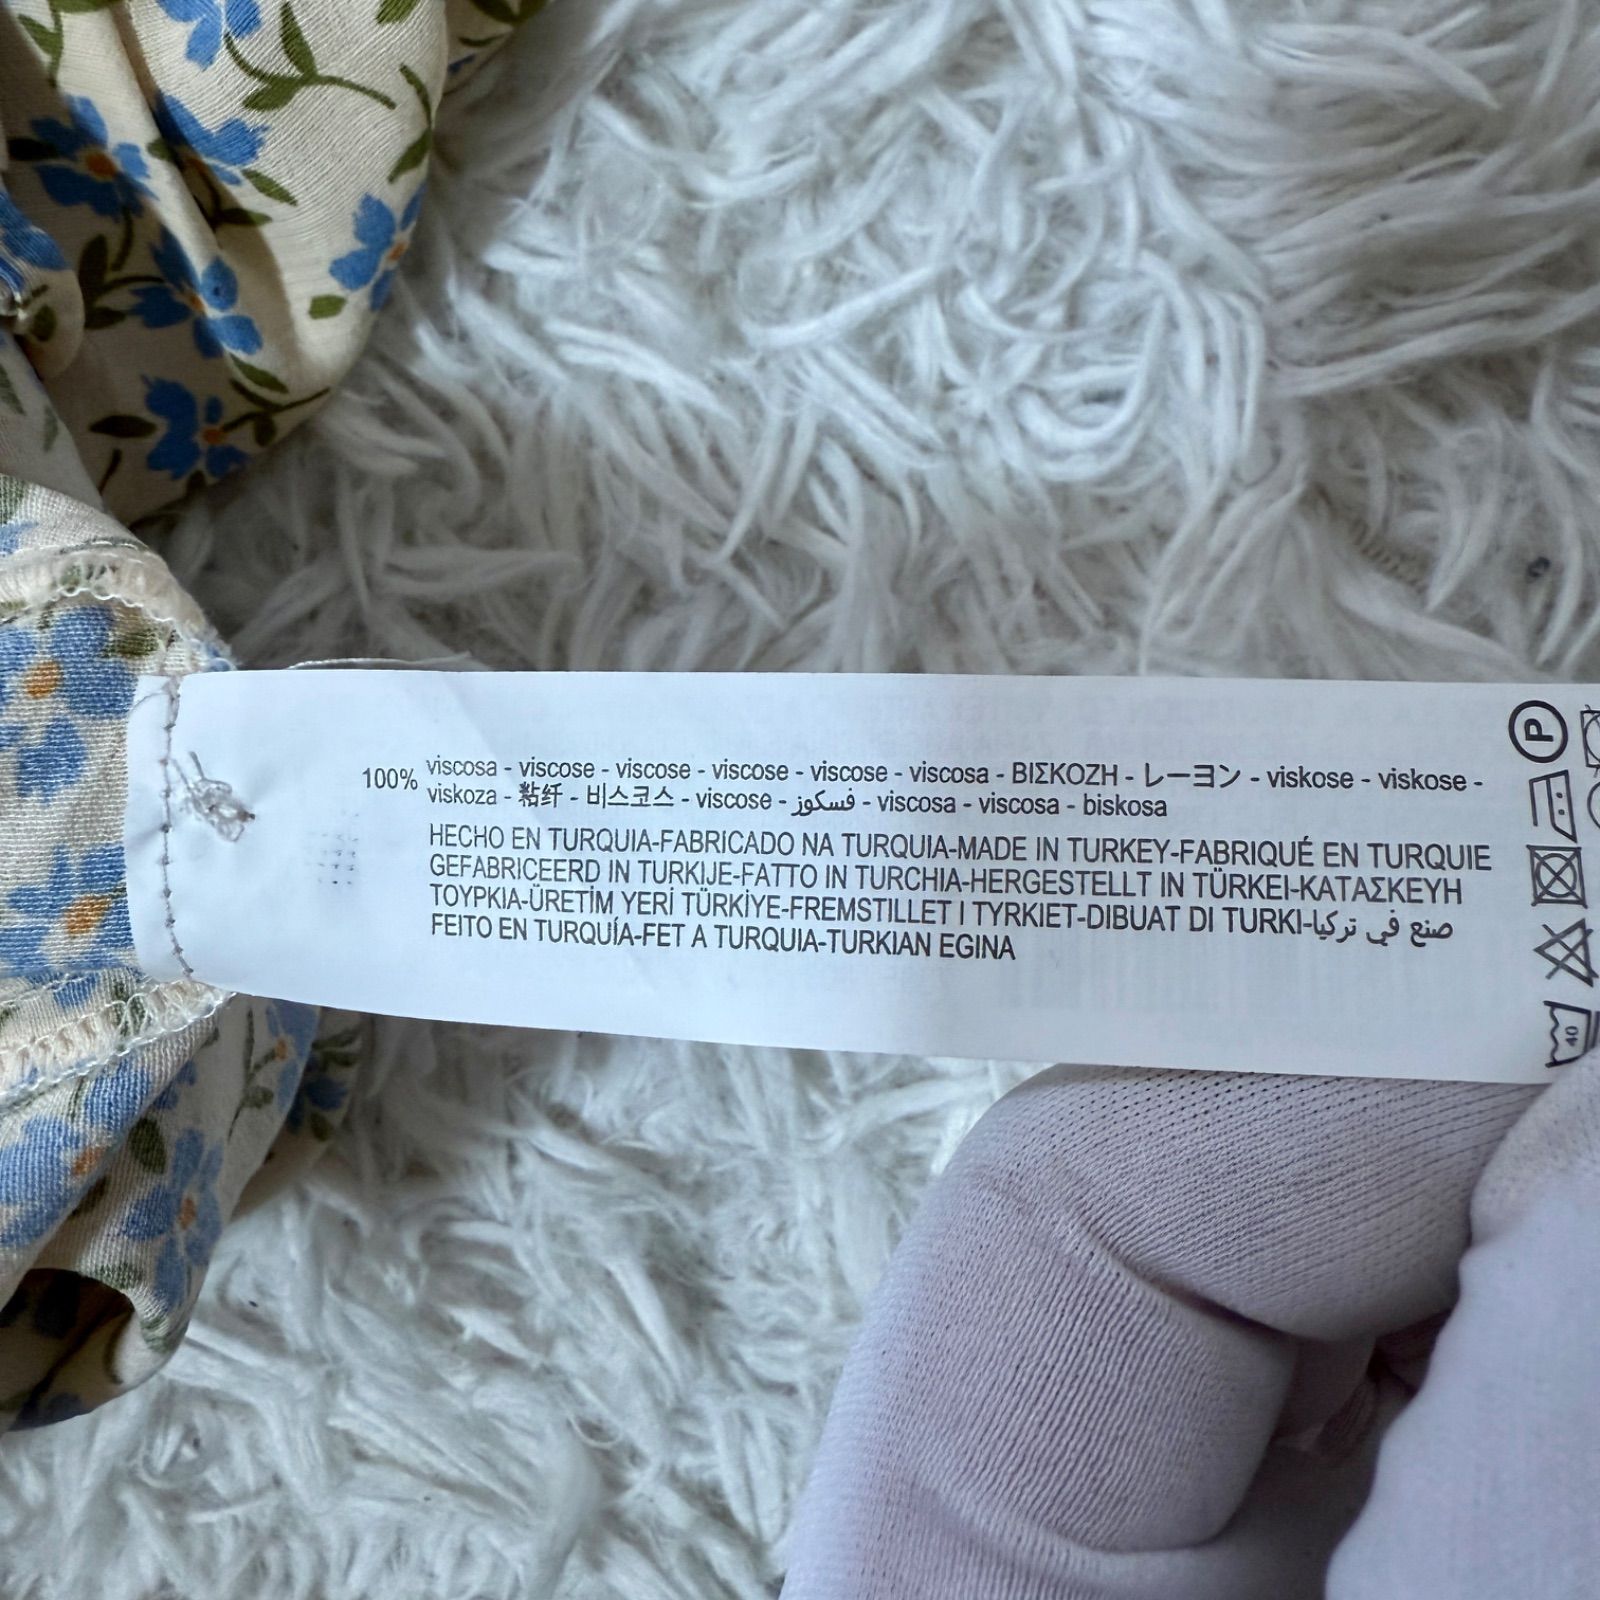 100% viscosa - viscose - viscose - viscose - viscose - viscosa - ΒΙΣΚΟΖΗ - レーヨン - viskose - viskose -
viskoza - 粘纤 - 비스코스 - viscose - فسكوز - viscosa - viscosa - biskosa
HECHO EN TURQUIA-FABRICADO NA TURQUIA-MADE IN TURKEY-FABRIQUÉ EN TURQUIE
GEFABRICEERD IN TURKIJE-FATTO IN TURCHIA-HERGESTELLT IN TÜRKEI-ΚΑΤΑΣΚΕΥΗ
ΤΟΥΡΚΙΑ-ÜRETİM YERİ TÜRKİYE-FREMSTILLET I TYRKIET-DIBUAT DI TURKI-صنع في تركيا
FEITO EN TURQUÍA-FET A TURQUIA-TURKIAN EGINA
P
40